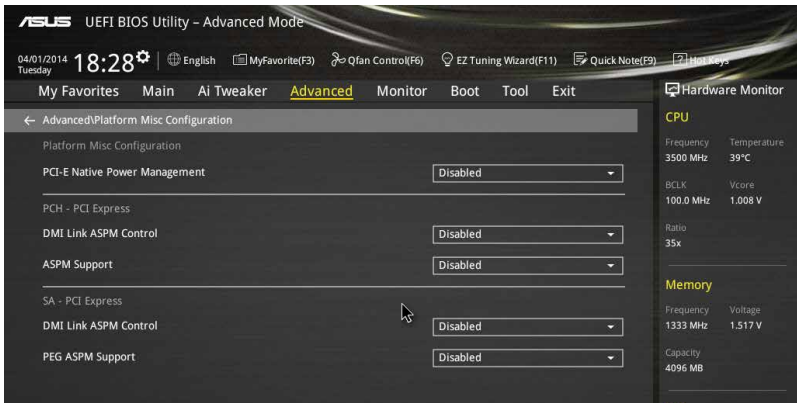 ASUS UEFI BIOS Utility – Advanced Mode
04/01/2014 Tuesday 18:28 English MyFavorite(F3) Qfan Control(F6) EZ Tuning Wizard(F11) Quick Note(F9) ? Hot Keys
My Favorites Main Ai Tweaker Advanced Monitor Boot Tool Exit
← Advanced\Platform Misc Configuration
Platform Misc Configuration
PCI-E Native Power Management Disabled
PCH - PCI Express
DMI Link ASPM Control Disabled
ASPM Support Disabled
SA - PCI Express
DMI Link ASPM Control Disabled
PEG ASPM Support Disabled
Hardware Monitor
CPU
Frequency Temperature
3500 MHz 39°C
BCLK Vcore
100.0 MHz 1.008 V
Ratio
35x
Memory
Frequency Voltage
1333 MHz 1.517 V
Capacity
4096 MB